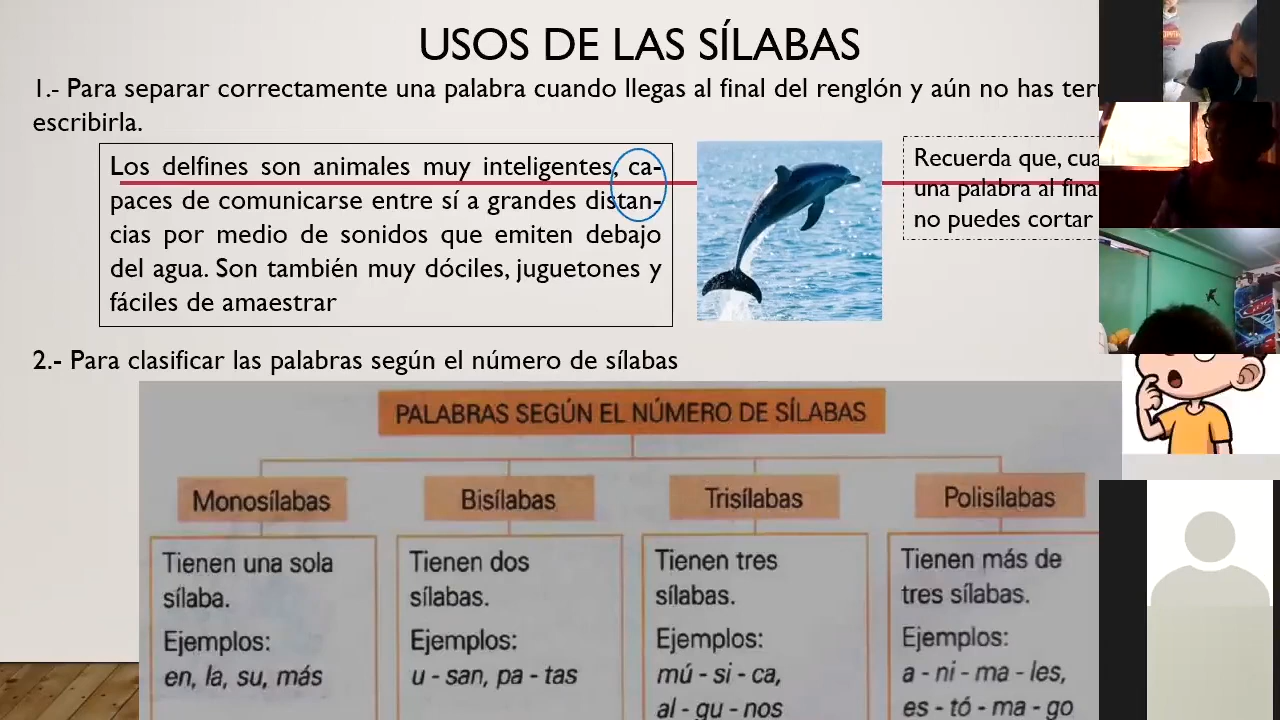 USOS DE LAS SÍLABAS
1.- Para separar correctamente una palabra cuando llegas al final del renglón y aún no has
escribirla.
Los delfines son animales muy inteligentes, ca-
paces de comunicarse entre sí a grandes distan-
cias por medio de sonidos que emiten debajo
del agua. Son también muy dóciles, juguetones y
fáciles de amaestrar
Recuerda que,
una palabra al
no puedes cortar
2.- Para clasificar las palabras según el número de sílabas
PALABRAS SEGÚN EL NÚMERO DE SÍLABAS
Monosílabas
Tienen una sola
sílaba.
Ejemplos:
en, la, su, más
Bisílabas
Tienen dos
sílabas.
Ejemplos:
u - san, pa - tas
Trisílabas
Tienen tres
sílabas.
Ejemplos:
mú - si - ca,
al - gu - nos
Polisílabas
Tienen más de
tres sílabas.
Ejemplos:
a - ni - ma - les,
es - tó - ma - go